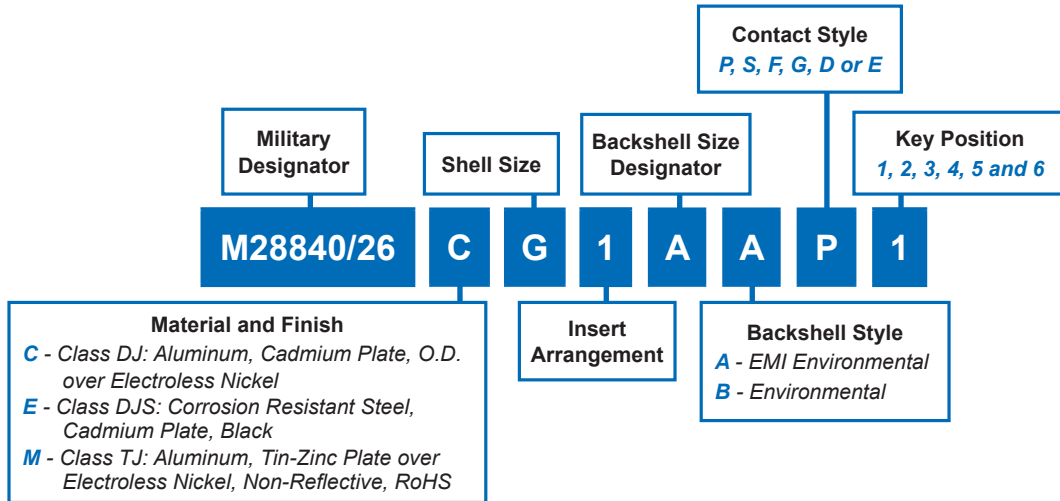 Contact Style
P, S, F, G, D or E
Military
Designator
Shell Size
Backshell Size
Designator
Key Position
1, 2, 3, 4, 5 and 6
M28840/26 C G 1 A A P 1
Material and Finish
C - Class DJ: Aluminum, Cadmium Plate, O.D.
over Electroless Nickel
E - Class DJS: Corrosion Resistant Steel,
Cadmium Plate, Black
M - Class TJ: Aluminum, Tin-Zinc Plate over
Electroless Nickel, Non-Reflective, RoHS
Insert
Arrangement
Backshell Style
A - EMI Environmental
B - Environmental